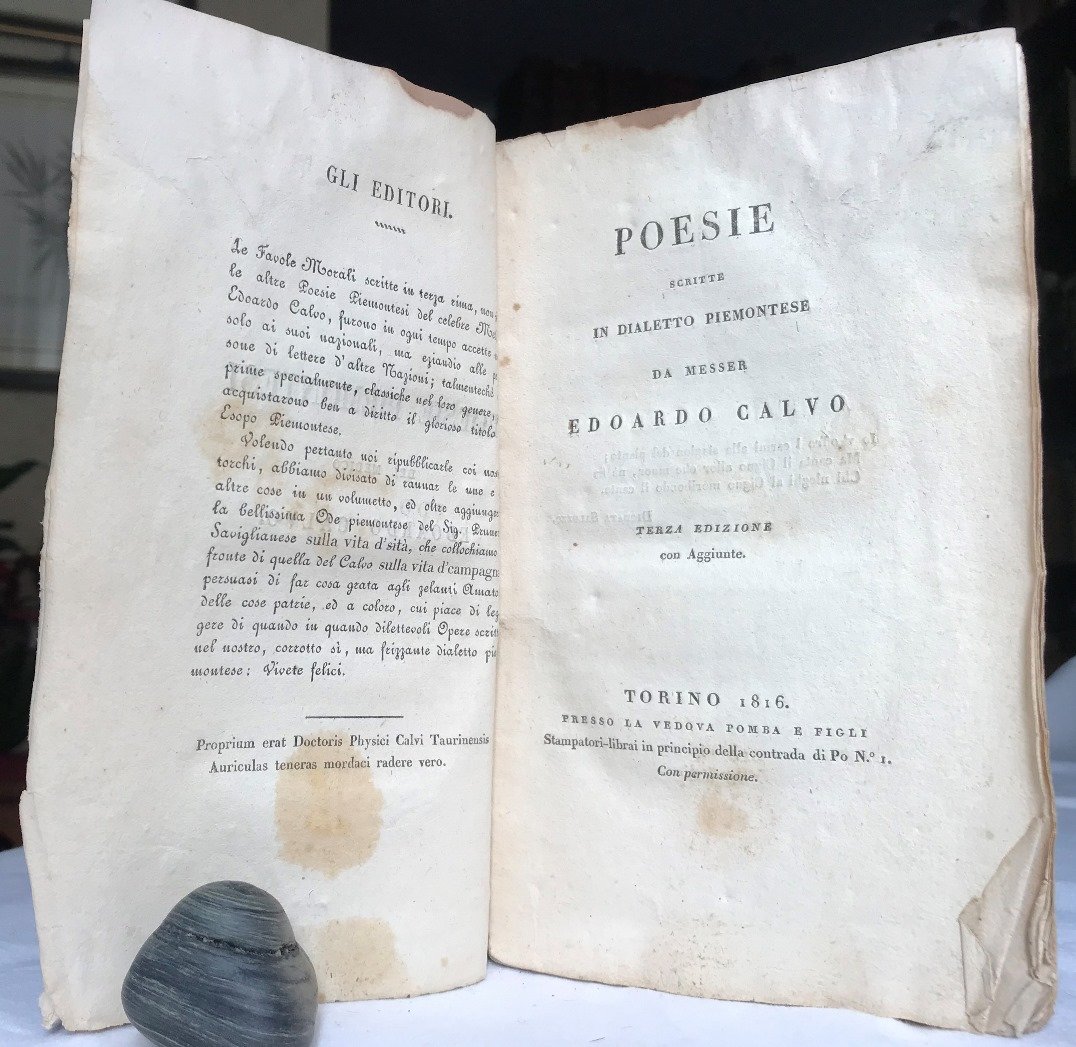 GLI EDITORI.
Le Favole Morali scritte in terza rima, non
le altre Poesie Piemontesi del celebre
Edoardo Calvo, furono in ogni tempo accette
solo ai suoi nazionali, ma eziandio alle
sone di lettere d'altre Nazioni; talmentechè
prime specialmente, classiche nel loro genere,
acquistarono ben a diritto il glorioso titolo
Esopo Piemontese.
Volendo pertanto noi ripubblicarle coi
torchi, abbiamo divisato di raunar le une e
altre cose in un volumetto, ed oltre
la bellissima Ode piemontese del Sig.
Saviglianese sulla vita d'sità, che collochiamo
fronte di quella del Calvo sulla vita d'campagn
persuasi di far cosa grata agli zelanti Amato
delle cose patrie, ed a coloro, cui piace di leg
gere di quando in quando dilettevoli Opere scrit
nel nostro, corrotto sì, ma frizzante dialetto pie
montese: Vivete felici.
Proprium erat Doctoris Physici Calvi Taurinensis
Auriculas teneras mordaci radere vero.
POESIE
SCRITTE
IN DIALETTO PIEMONTESE
DA MESSER
EDOARDO CALVO
TERZA EDIZIONE
con Aggiunte.
TORINO 1816.
PRESSO LA VEDOVA POMBA E FIGLI
Stampatori-librai in principio della contrada di Po N.º 1.
Con permissione.